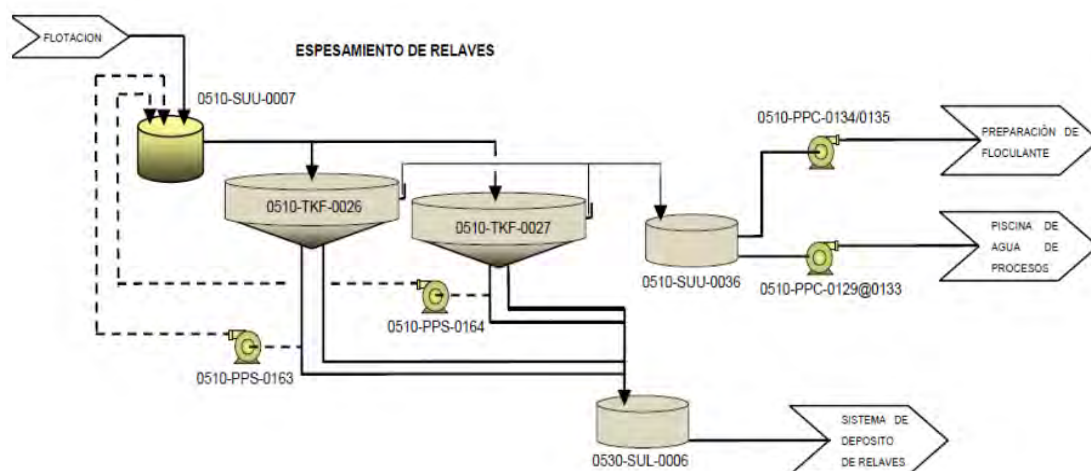 FLOTACION
ESPESAMIENTO DE RELAVES
0510-SUU-0007
0510-PPC-0134/0135
PREPARACIÒN DE
FLOCULANTE
0510-TKF-0026
0510-TKF-0027
PISCINA DE
AGUA DE
PROCESOS
0510-SUU-0036
0510-PPC-0129@0133
0510-PPS-0164
0510-PPS-0163
0530-SUL-0006
SISTEMA DE
DEPOSITO
DE RELAVES